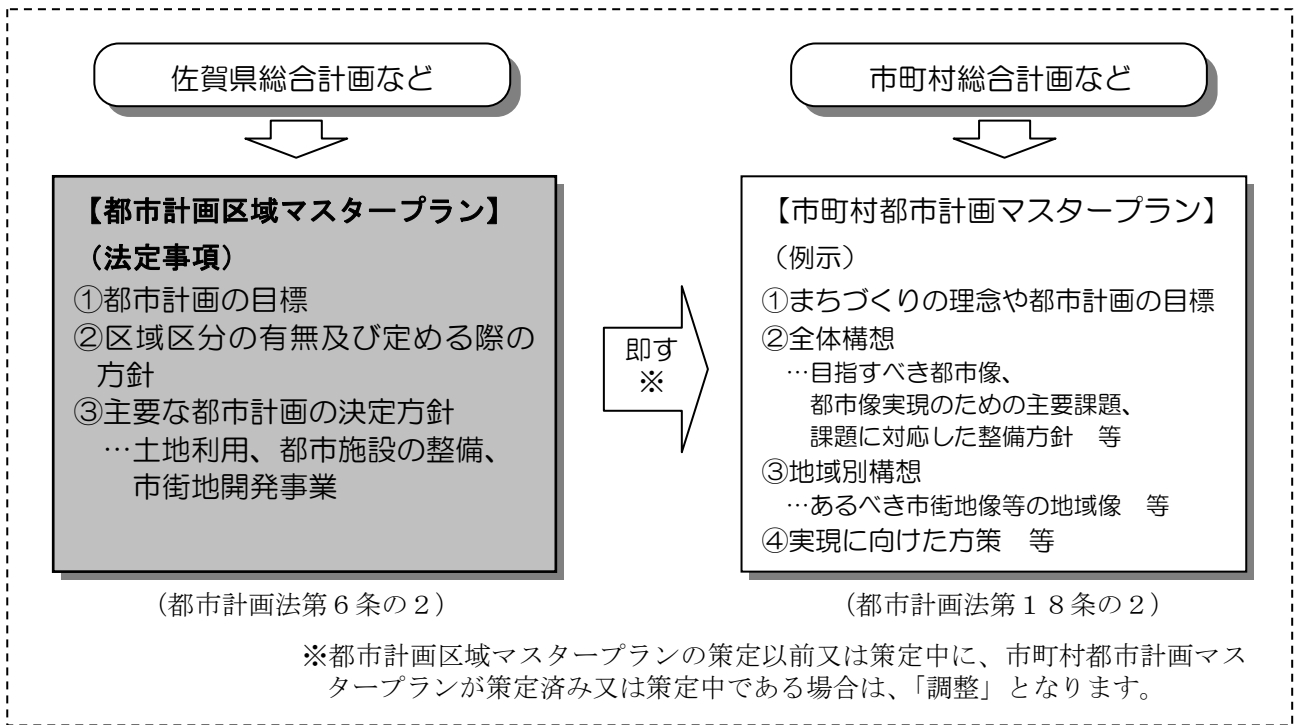 佐賀県総合計画など
市町村総合計画など
【都市計画区域マスタープラン】
（法定事項）
①都市計画の目標
②区域区分の有無及び定める際の
方針
③主要な都市計画の決定方針
…土地利用、都市施設の整備、
市街地開発事業
（都市計画法第６条の２）
即す
※
【市町村都市計画マスタープラン】
（例示）
①まちづくりの理念や都市計画の目標
②全体構想
…目指すべき都市像、
都市像実現のための主要課題、
課題に対応した整備方針　等
③地域別構想
…あるべき市街地像等の地域像　等
④実現に向けた方策　等
（都市計画法第１８条の２）
※都市計画区域マスタープランの策定以前又は策定中に、市町村都市計画マス
タープランが策定済み又は策定中である場合は、「調整」となります。